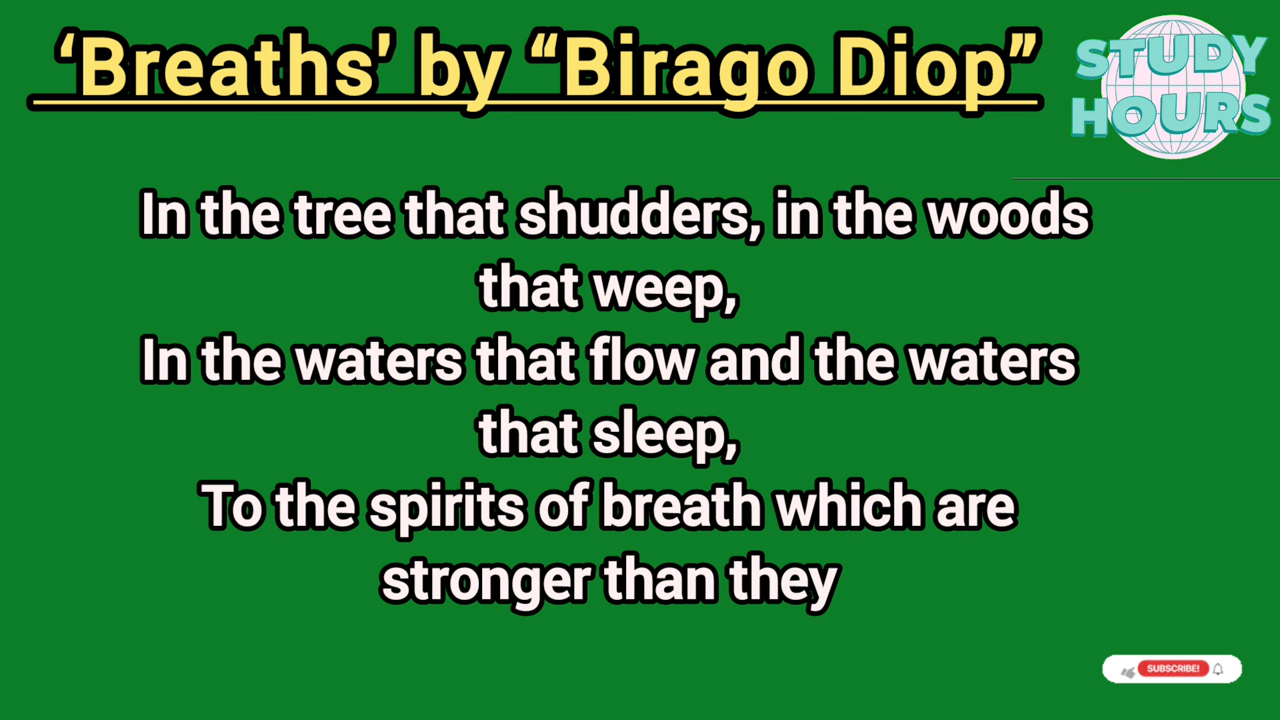 ‘Breaths’ by “Birago Diop”
STUDY
HOURS
In the tree that shudders, in the woods
that weep,
In the waters that flow and the waters
that sleep,
To the spirits of breath which are
stronger than they
SUBSCRIBE!